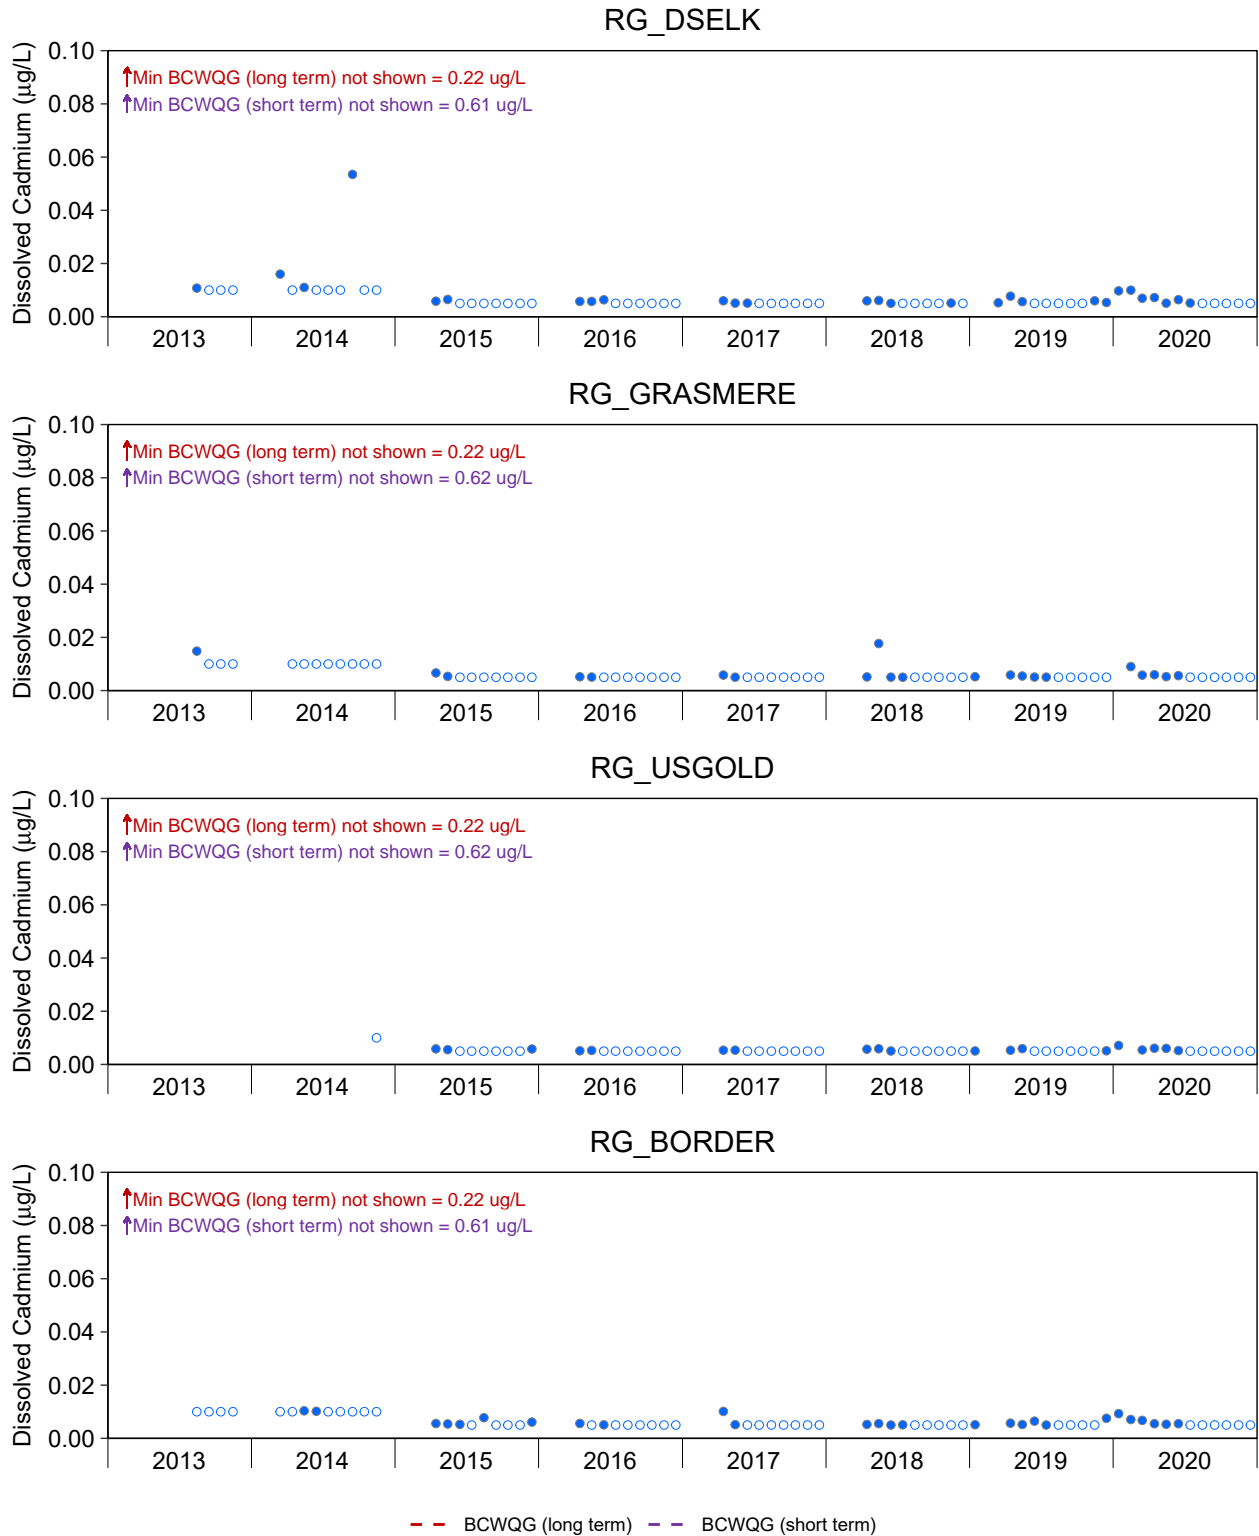 RG_DSELK
Dissolved Cadmium (µg/L)
0.10
0.08
0.06
0.04
0.02
0.00
↑Min BCWQG (long term) not shown = 0.22 ug/L
↑Min BCWQG (short term) not shown = 0.61 ug/L
2013 2014 2015 2016 2017 2018 2019 2020
RG_GRASMERE
Dissolved Cadmium (µg/L)
0.10
0.08
0.06
0.04
0.02
0.00
↑Min BCWQG (long term) not shown = 0.22 ug/L
↑Min BCWQG (short term) not shown = 0.62 ug/L
2013 2014 2015 2016 2017 2018 2019 2020
RG_USGOLD
Dissolved Cadmium (µg/L)
0.10
0.08
0.06
0.04
0.02
0.00
↑Min BCWQG (long term) not shown = 0.22 ug/L
↑Min BCWQG (short term) not shown = 0.62 ug/L
2013 2014 2015 2016 2017 2018 2019 2020
RG_BORDER
Dissolved Cadmium (µg/L)
0.10
0.08
0.06
0.04
0.02
0.00
↑Min BCWQG (long term) not shown = 0.22 ug/L
↑Min BCWQG (short term) not shown = 0.61 ug/L
2013 2014 2015 2016 2017 2018 2019 2020
BCWQG (long term) BCWQG (short term)